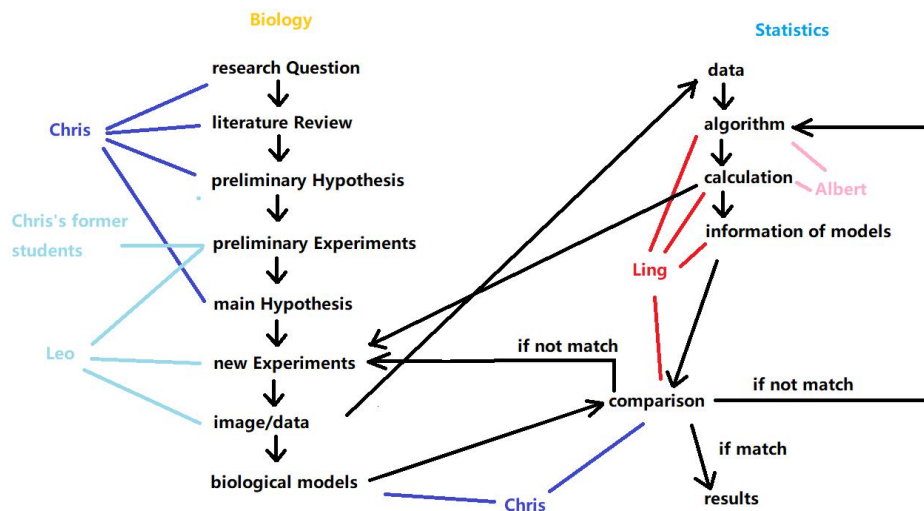 Biology
Statistics
research Question
data
Chris
literature Review
algorithm
preliminary Hypothesis
calculation
Albert
Chris's former
students
preliminary Experiments
information of models
Ling
main Hypothesis
Leo
new Experiments
if not match
if not match
image/data
comparison
biological models
if match
Chris
results